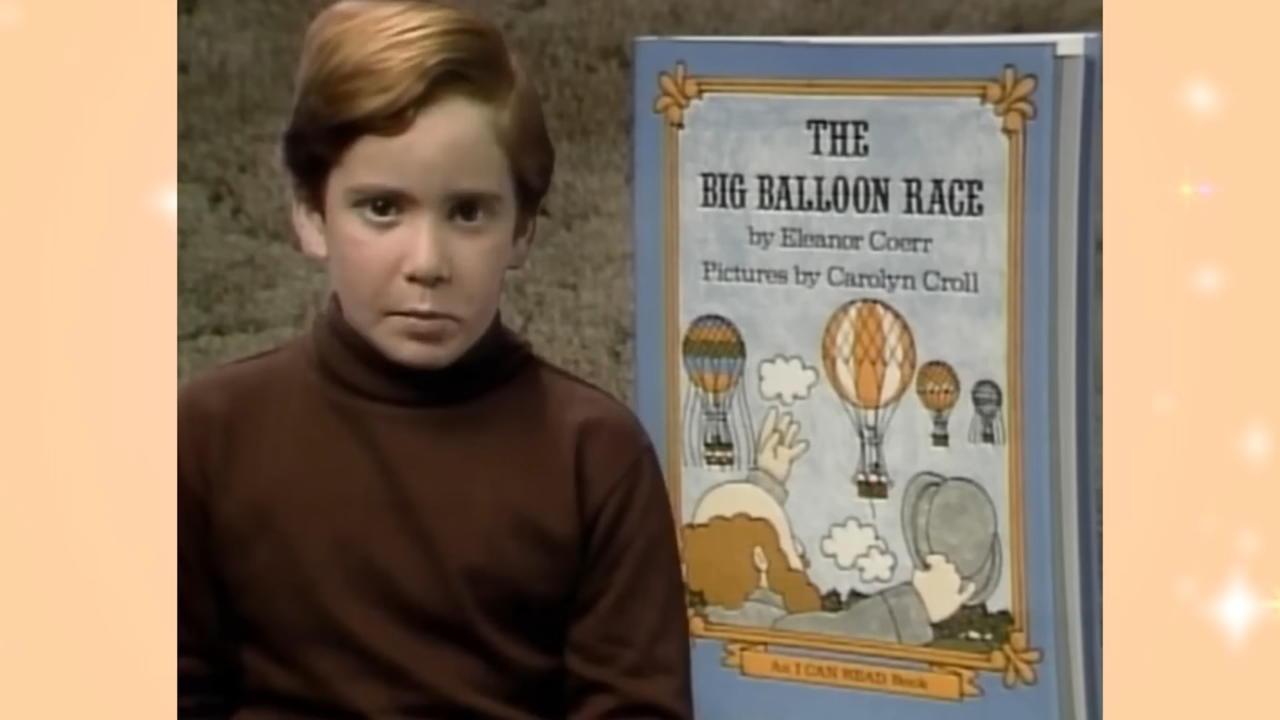 THE
BIG BALLOON RACE
by Eleanor Coerr
Pictures by Carolyn Croll
An I CAN READ Book